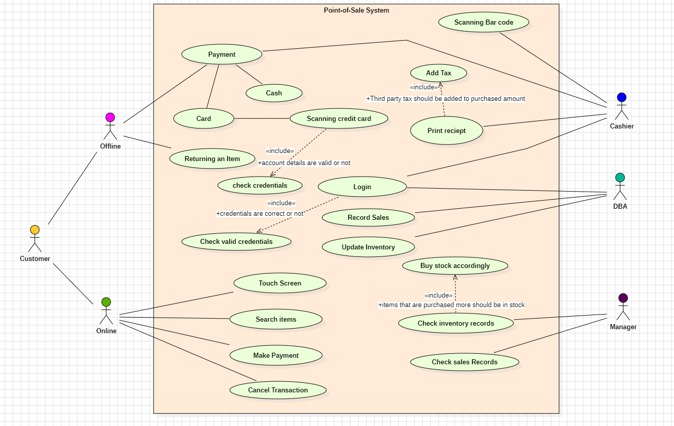 Point-of-Sale System
Scanning Bar code
Payment
Add Tax
«include»
Cash
+Third party tax should be added to purchased amount
Card
Scanning credit card
Print reciept
Cashier
Offline
«include»
Returning an Item
+account details are valid or not
check credentials
Login
«include»
+credentials are correct or not
DBA
Record Sales
Check valid credentials
Update Inventory
Customer
Buy stock accordingly
Touch Screen
«include»
+items that are purchased more should be in stock
Search items
Check inventory records
Online
Manager
Make Payment
Check sales Records
Cancel Transaction